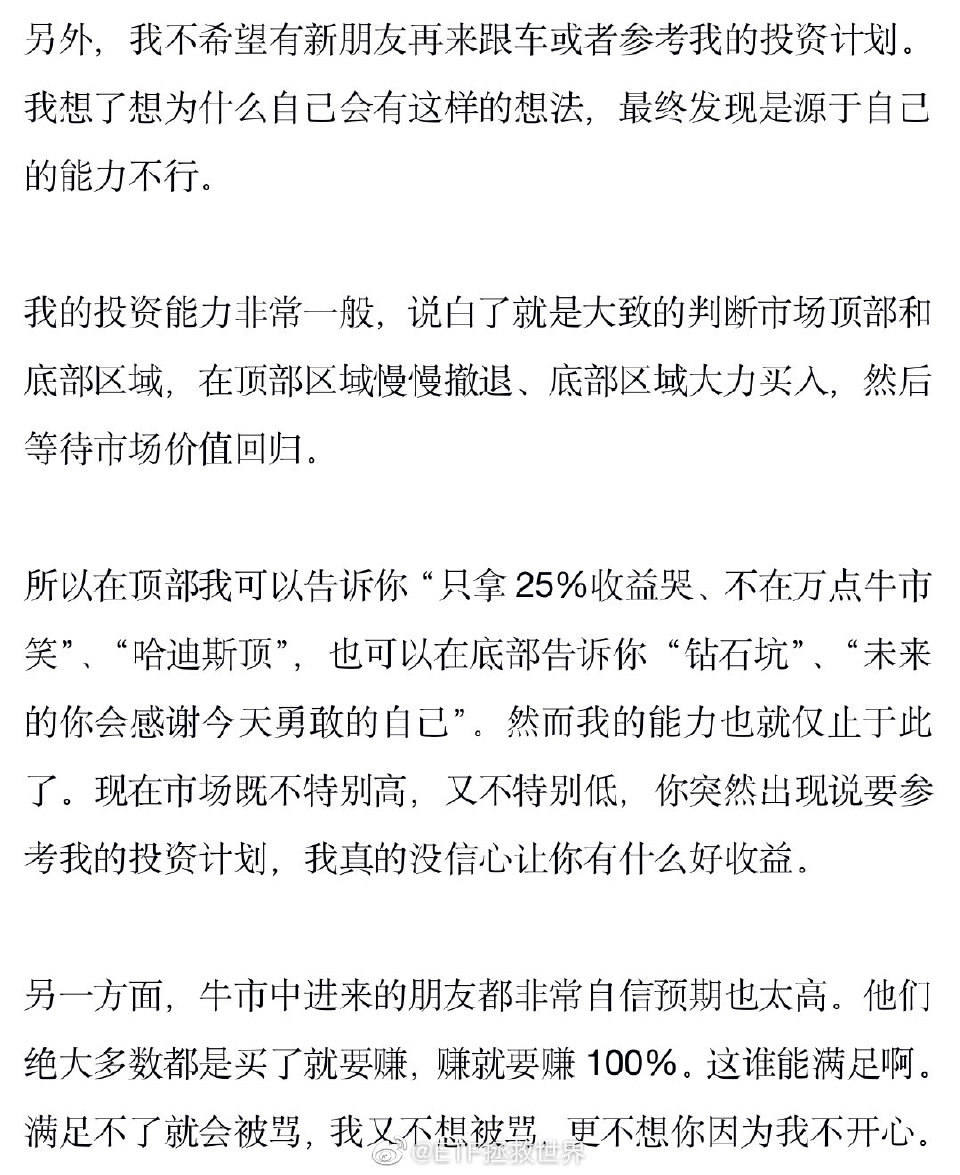 另外，我不希望有新朋友再来跟车或者参考我的投资计划。
我想了想为什么自己会有这样的想法，最终发现是源于自己
的能力不行。
我的投资能力非常一般，说白了就是大致的判断市场顶部和
底部区域，在顶部区域慢慢撤退、底部区域大力买入，然后
等待市场价值回归。
所以在顶部我可以告诉你“只拿25%收益哭、不在万点牛市
笑”、“哈迪斯顶”，也可以在底部告诉你“钻石坑”、“未来
的你会感谢今天勇敢的自己”。然而我的能力也就仅止于此
了。现在市场既不特别高，又不特别低，你突然出现说要参
考我的投资计划，我真的没信心让你有什么好收益。
另一方面，牛市中进来的朋友都非常自信预期也太高。他们
绝大多数都是买了就要赚，赚就要赚100%。这谁能满足啊。
满足不了就会被骂，我又不想被骂，更不想你因为我不开心。
@ETF拯救世界